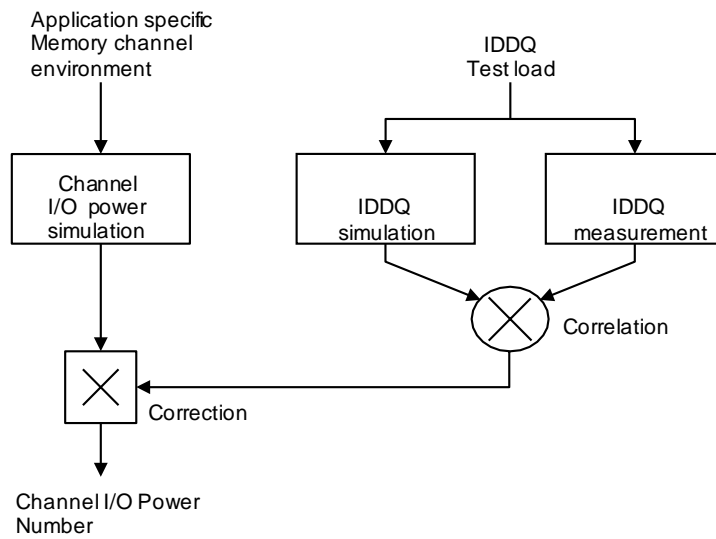 Application specific
Memory channel
environment
IDDQ
Test load
Channel
I/O power
simulation
IDDQ
simulation
IDDQ
measurement
Correlation
Correction
Channel I/O Power
Number